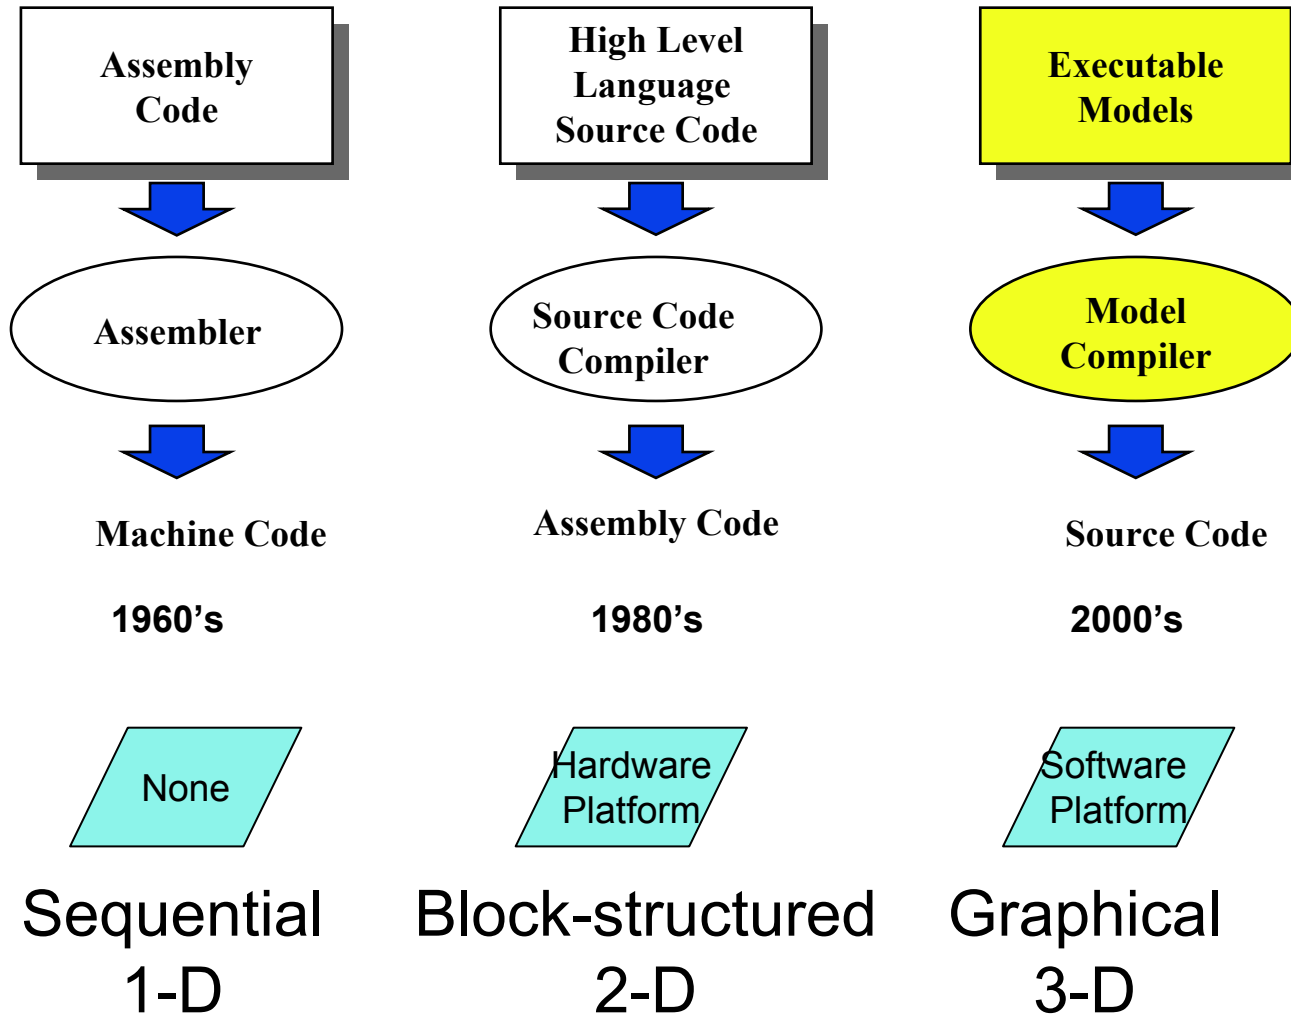 Assembly
Code
High Level
Language
Source Code
Executable
Models
Assembler
Source Code
Compiler
Model
Compiler
Machine Code
Assembly Code
Source Code
1960’s
1980’s
2000’s
None
Hardware
Platform
Software
Platform
Sequential
1-D
Block-structured
2-D
Graphical
3-D